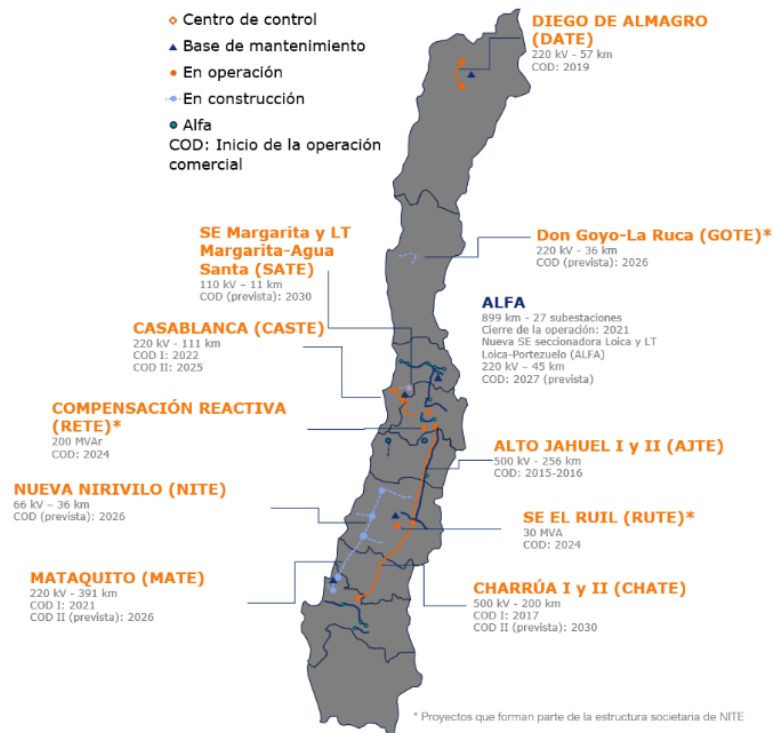 Centro de control
Base de mantenimiento
En operación
En construcción
Alfa
COD: Inicio de la operación
comercial
DIEGO DE ALMAGRO
(DATE)
220 kV - 57 km
COD: 2019
SE Margarita y LT
Margarita-Agua
Santa (SATE)
110 kV – 11 km
COD (prevista): 2030
Don Goyo-La Ruca (GOTE)*
220 kV - 36 km
COD (prevista): 2026
ALFA
899 km - 27 subestaciones
Cierre de la operación: 2021
Nueva SE seccionadora Loica y LT
Loica-Portezuelo (ALFA)
220 kV – 45 km
COD: 2027 (prevista)
CASABLANCA (CASTE)
220 kV - 111 km
COD I: 2022
COD II: 2025
COMPENSACIÓN REACTIVA
(RETE)*
200 MVAr
COD: 2024
ALTO JAHUEL I y II (AJTE)
500 kV - 256 km
COD: 2015-2016
NUEVA NIRIVILO (NITE)
66 kV – 36 km
COD (prevista): 2026
SE EL RUIL (RUTE)*
30 MVA
COD: 2024
MATAQUITO (MATE)
220 kV - 391 km
COD I: 2021
COD II (prevista): 2026
CHARRÚA I y II (CHATE)
500 kV - 200 km
COD I: 2017
COD II (prevista): 2030
* Proyectos que forman parte de la estructura societaria de NITE